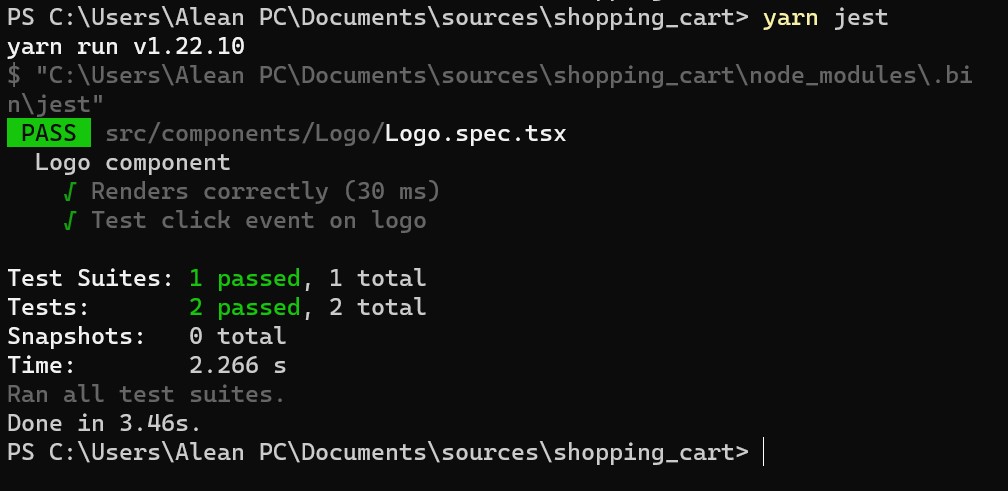 PS C:\Users\Alean PC\Documents\sources\shopping_cart> yarn jest
yarn run v1.22.10
$ "C:\Users\Alean PC\Documents\sources\shopping_cart\node_modules\.bi
n\jest"
PASS src/components/Logo/Logo.spec.tsx
Logo component
√ Renders correctly (30 ms)
√ Test click event on logo
Test Suites: 1 passed, 1 total
Tests: 2 passed, 2 total
Snapshots: 0 total
Time: 2.266 s
Ran all test suites.
Done in 3.46s.
PS C:\Users\Alean PC\Documents\sources\shopping_cart>